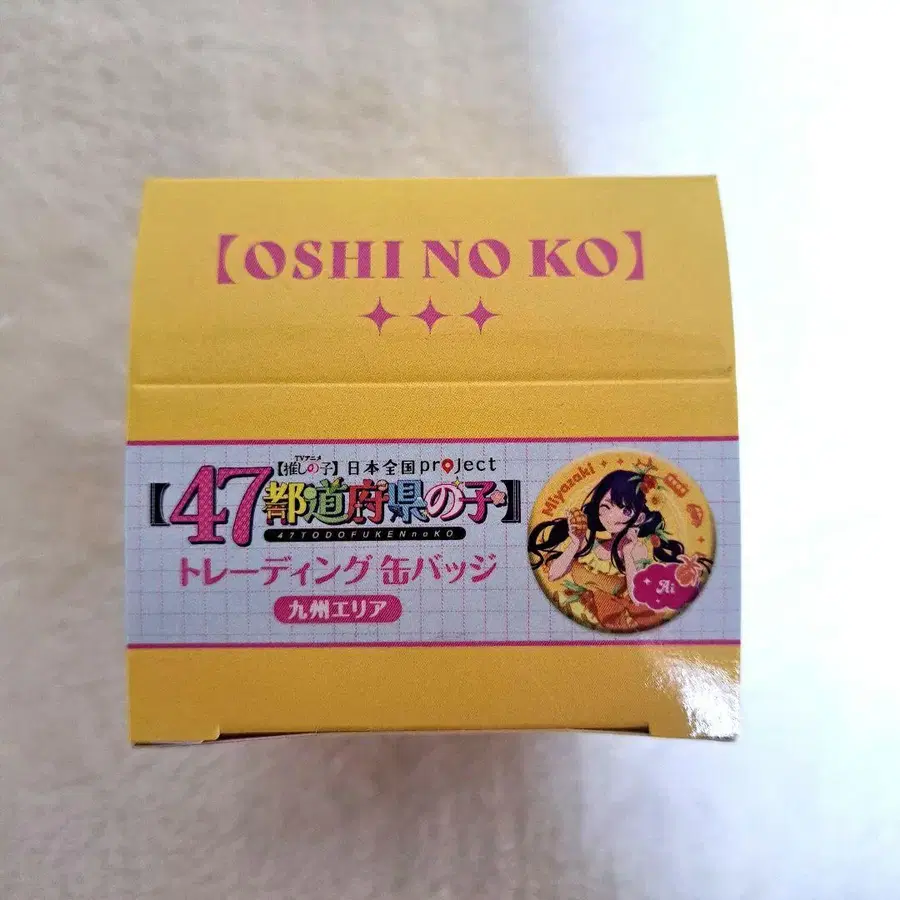 【OSHI NO KO】
TVアニメ
【推しの子】日本全国project
【47都道府県の子】
47TODOFUKENnoKO
トレーディング 缶バッジ
九州エリア
Miyazaki
Ai